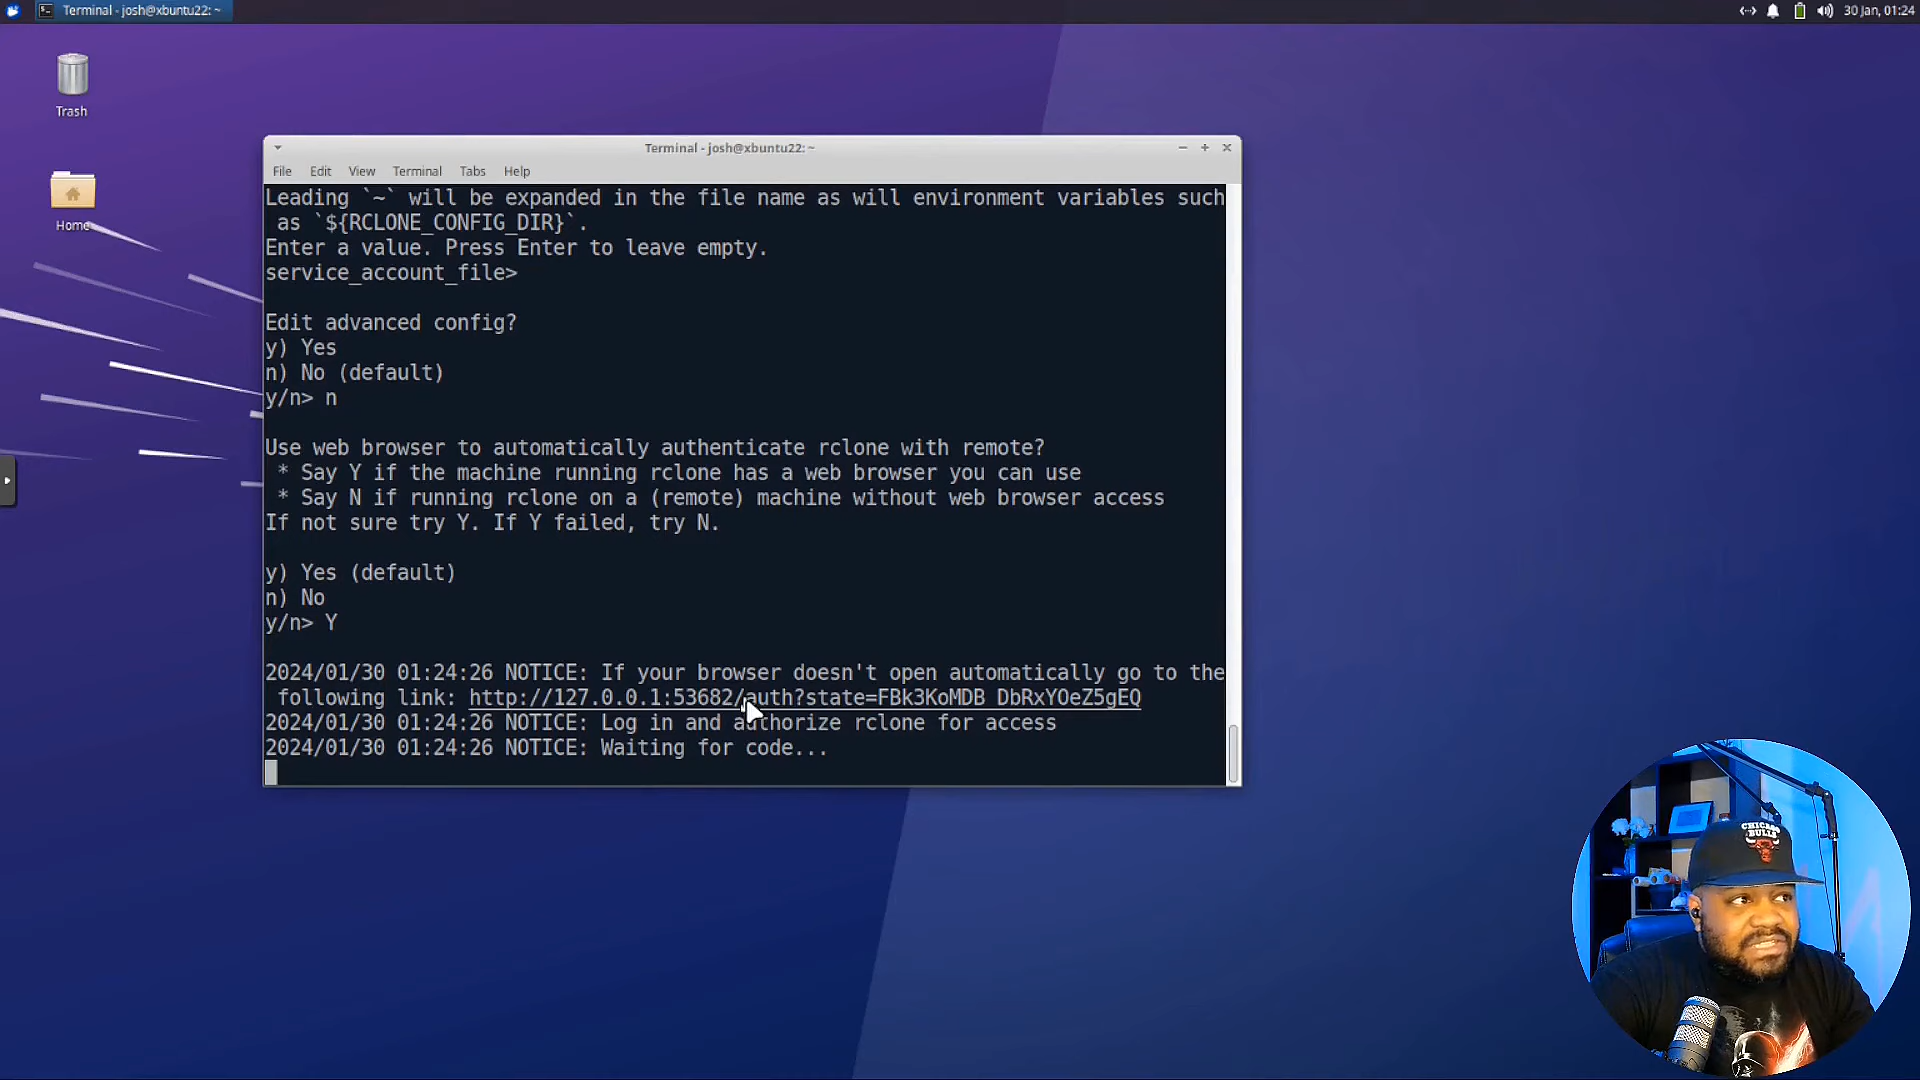 Terminal - josh@xbuntu22: ~
30 Jan, 01:24
Trash
Home
Terminal - josh@xbuntu22: ~
File Edit View Terminal Tabs Help
Leading `~` will be expanded in the file name as will environment variables such
as `${RCLONE_CONFIG_DIR}`.
Enter a value. Press Enter to leave empty.
service_account_file>
Edit advanced config?
y) Yes
n) No (default)
y/n> n
Use web browser to automatically authenticate rclone with remote?
* Say Y if the machine running rclone has a web browser you can use
* Say N if running rclone on a (remote) machine without web browser access
If not sure try Y. If Y failed, try N.
y) Yes (default)
n) No
y/n> Y
2024/01/30 01:24:26 NOTICE: If your browser doesn't open automatically go to the
following link: http://127.0.0.1:53682/auth?state=FBk3KoMDB_DbRxYOeZ5gEQ
2024/01/30 01:24:26 NOTICE: Log in and authorize rclone for access
2024/01/30 01:24:26 NOTICE: Waiting for code...
CHICAGO
BULLS